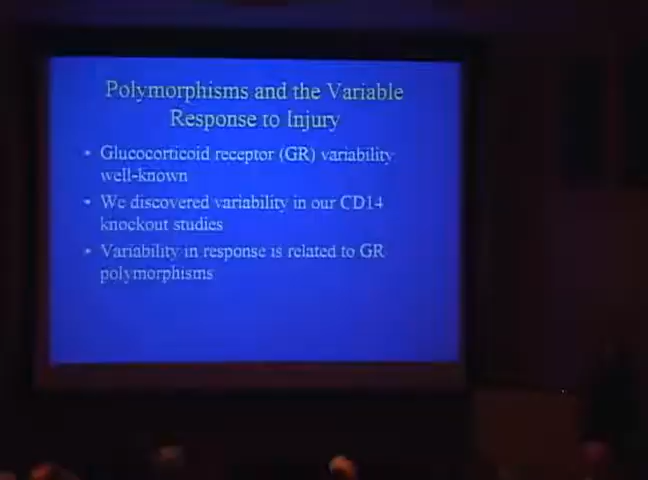 Polymorphisms and the Variable
Response to Injury
• Glucocorticoid receptor (GR) variability
well-known
• We discovered variability in our CD14
knockout studies
• Variability in response is related to GR
polymorphisms